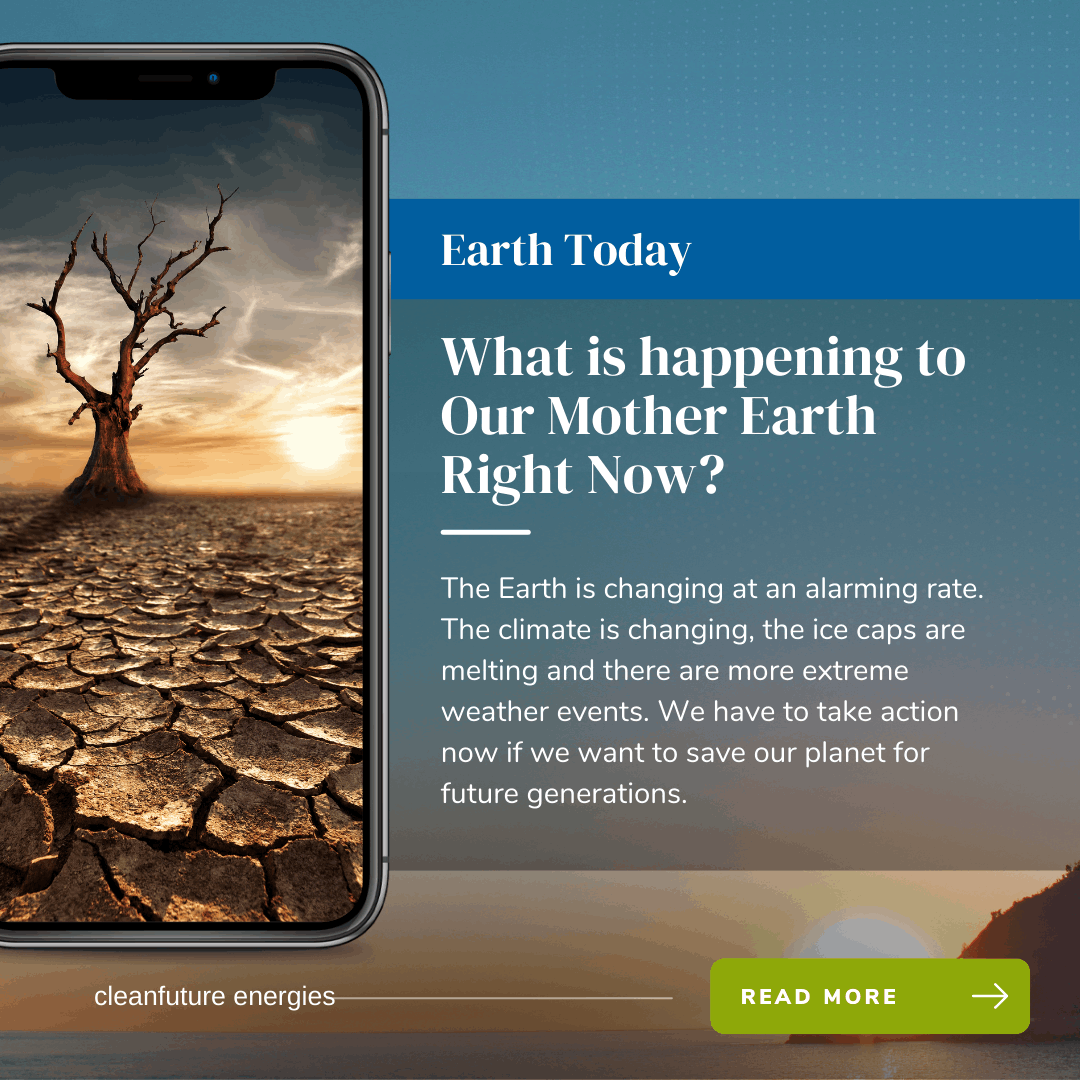 Earth Today
What is happening to
Our Mother Earth
Right Now?
The Earth is changing at an alarming rate.
The climate is changing, the ice caps are
melting and there are more extreme
weather events. We have to take action
now if we want to save our planet for
future generations.
cleanfuture energies
READ MORE